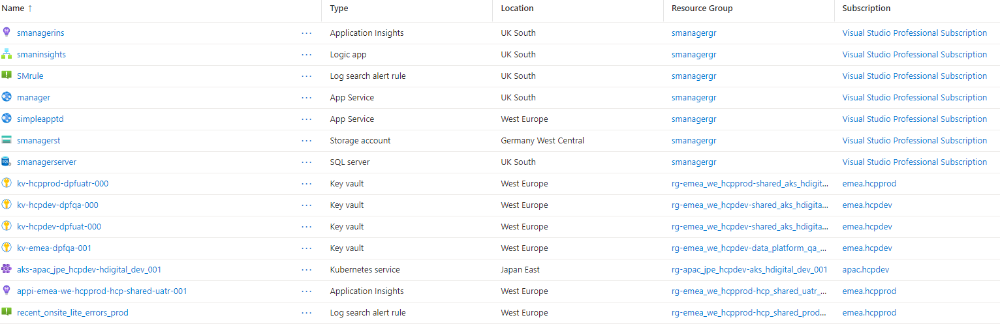 Name ↑ Type Location Resource Group Subscription
smanagerins ... Application Insights UK South smanagergr Visual Studio Professional Subscription
smaninsights ... Logic app UK South smanagergr Visual Studio Professional Subscription
SMrule ... Log search alert rule UK South smanagergr Visual Studio Professional Subscription
manager ... App Service UK South smanagergr Visual Studio Professional Subscription
simpleapptd ... App Service West Europe smanagergr Visual Studio Professional Subscription
smanagerst ... Storage account Germany West Central smanagergr Visual Studio Professional Subscription
SQL smanagerserver ... SQL server UK South smanagergr Visual Studio Professional Subscription
kv-hcpprod-dpfuatr-000 ... Key vault West Europe rg-emea_we_hcpprod-shared_aks_hdigit... emea.hcpprod
kv-hcpdev-dpfqa-000 ... Key vault West Europe rg-emea_we_hcpdev-shared_aks_hdigita... emea.hcpdev
kv-hcpdev-dpfuat-000 ... Key vault West Europe rg-emea_we_hcpdev-shared_aks_hdigita... emea.hcpdev
kv-emea-dpfqa-001 ... Key vault West Europe rg-emea_we_hcpdev-data_platform_qa_... emea.hcpdev
aks-apac_jpe_hcpdev-hdigital_dev_001 ... Kubernetes service Japan East rg-apac_jpe_hcpdev-aks_hdigital_dev_001 apac.hcpdev
appi-emea-we-hcpprod-hcp-shared-uatr-001 ... Application Insights West Europe rg-emea_we_hcpprod-hcp_shared_uatr_... emea.hcpprod
recent_onsite_lite_errors_prod ... Log search alert rule West Europe rg-emea_we_hcpprod-hcp_shared_prod... emea.hcpprod